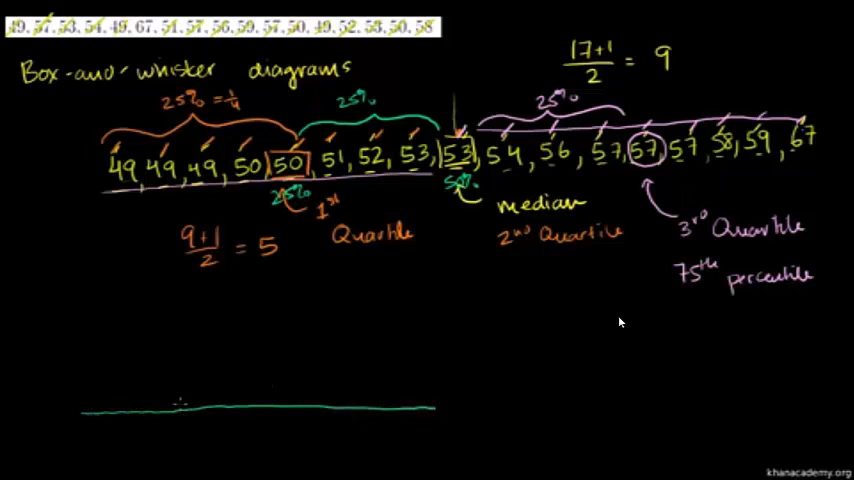 49, 57, 53, 54, 49, 67, 51, 57, 56, 59, 57, 50, 49, 52, 53, 50, 58
Box-and-whisker diagrams
17+1/2 = 9
25% = 1/4
25%
25%
49, 49, 49, 50, 50, 51, 52, 53, 53, 54, 56, 57, 57, 57, 58, 59, 67
25%
50%
1st
Quartile
median
2nd Quartile
3rd Quartile
75th percentile
9+1/2 = 5
khanacademy.org